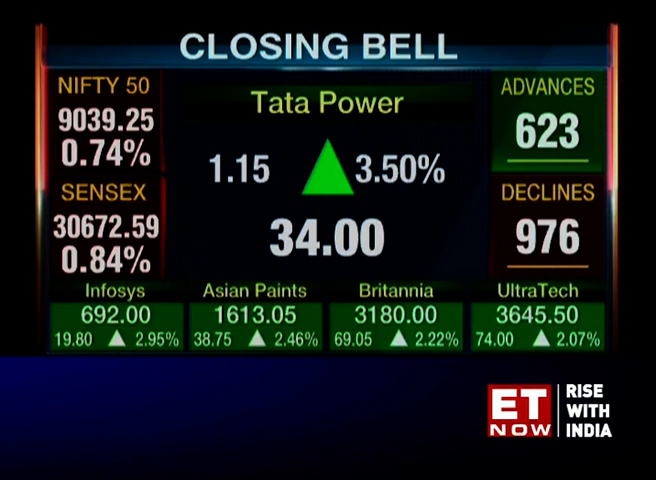 CLOSING BELL
NIFTY 50
9039.25
0.74%
SENSEX
30672.59
0.84%
Tata Power
1.15 ▲ 3.50%
34.00
ADVANCES
623
DECLINES
976
Infosys
692.00
19.80 ▲ 2.95%
Asian Paints
1613.05
38.75 ▲ 2.46%
Britannia
3180.00
69.05 ▲ 2.22%
UltraTech
3645.50
74.00 ▲ 2.07%
ET
NOW
RISE
WITH
INDIA